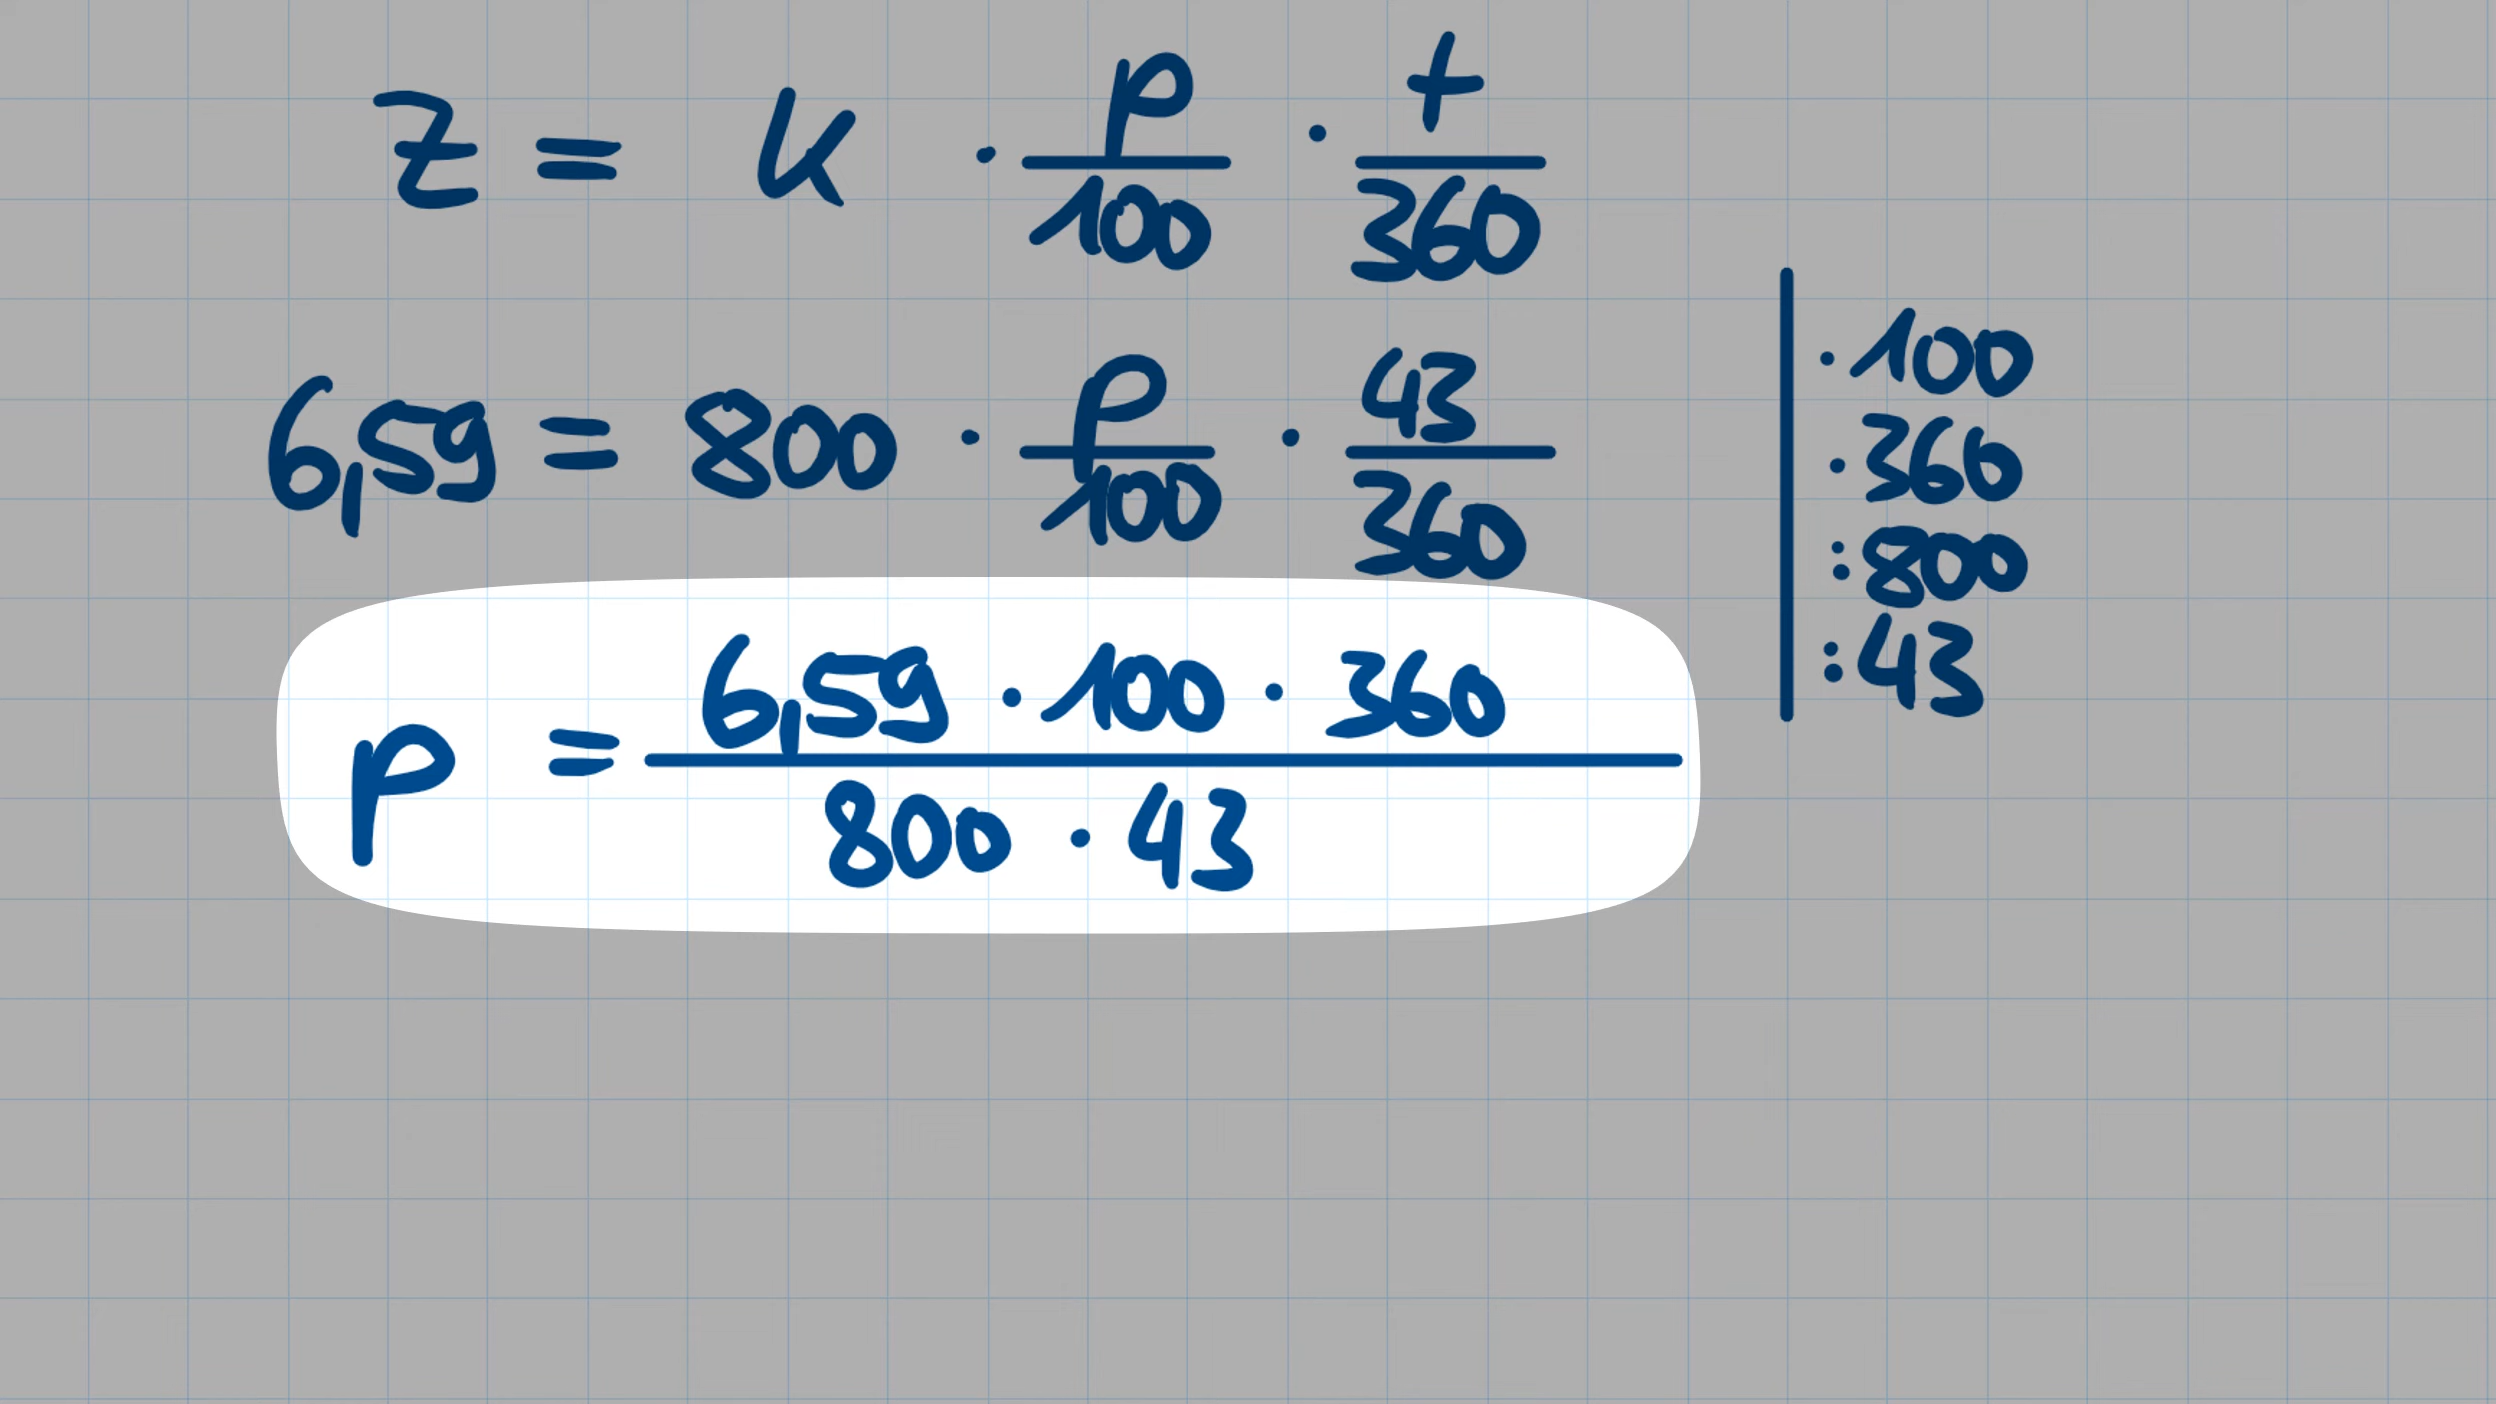 Z = K · p/100 · t/360
6,59 = 800 · p/100 · 43/360
p = 6,59 · 100 · 360 / 800 · 43
· 100
· 360
: 800
: 43